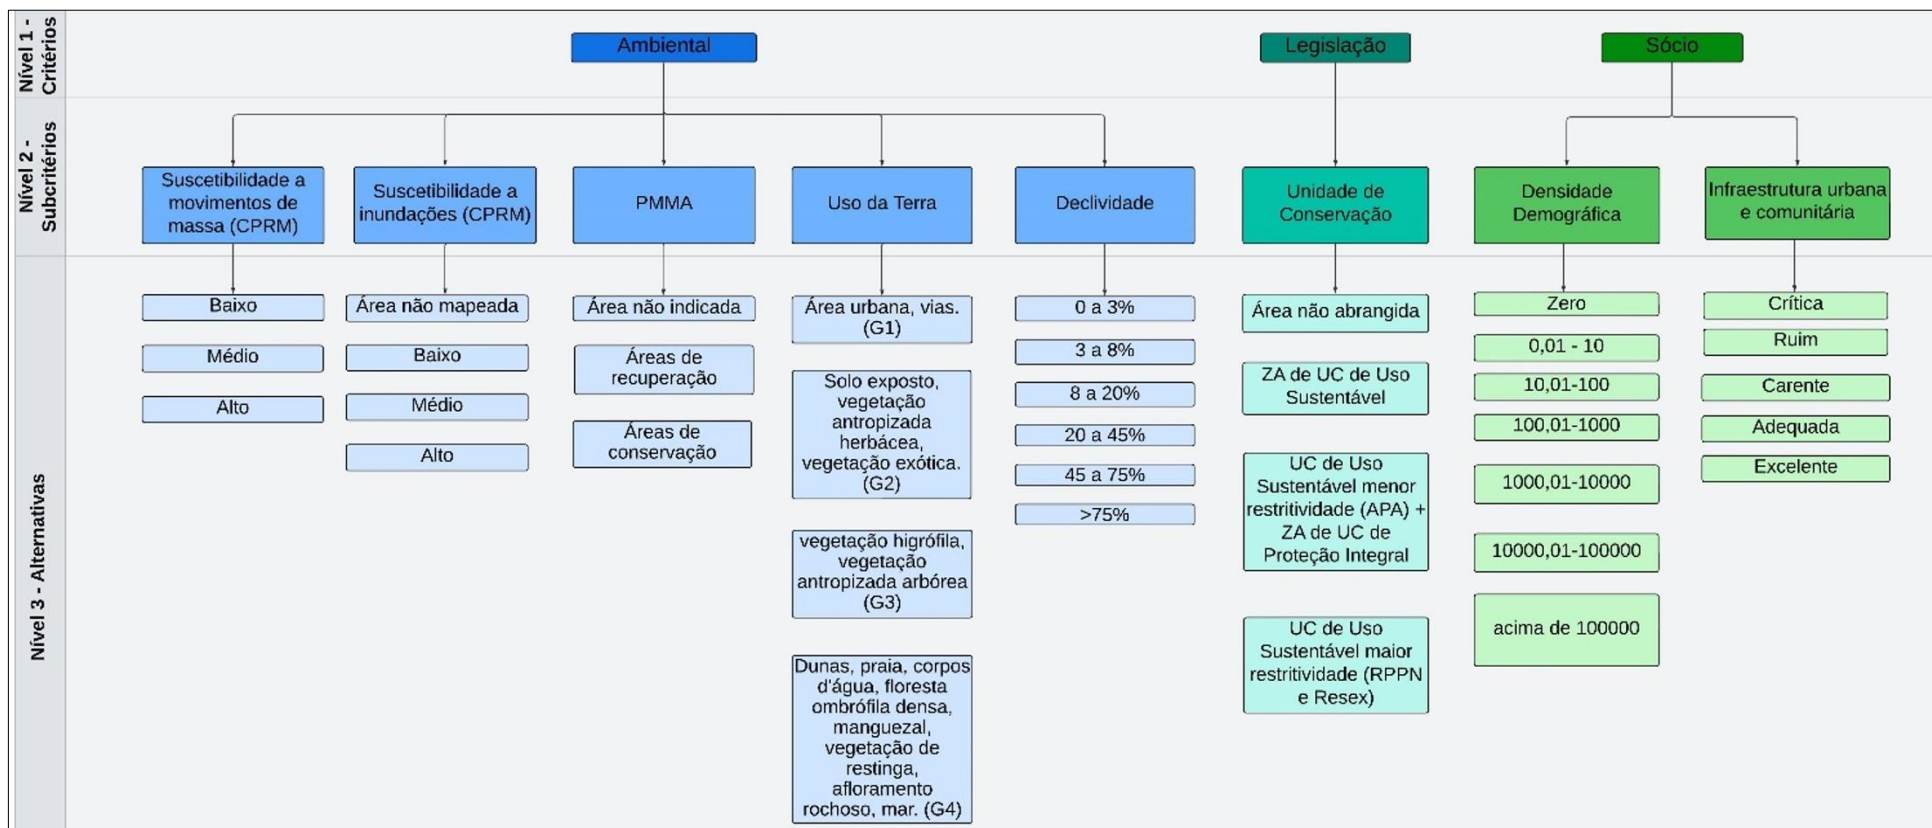 Nível 1 -
Critérios
Ambiental
Legislação
Sócio
Nível 2 -
Subcritérios
Suscetibilidade a
movimentos de
massa (CPRM)
Suscetibilidade a
inundações (CPRM)
PMMA
Uso da Terra
Declividade
Unidade de
Conservação
Densidade
Demográfica
Infraestrutura urbana
e comunitária
Nível 3 - Alternativas
Baixo
Médio
Alto
Área não mapeada
Baixo
Médio
Alto
Área não indicada
Áreas de
recuperação
Áreas de
conservação
Área urbana, vias.
(G1)
Solo exposto,
vegetação
antropizada
herbácea,
vegetação exótica.
(G2)
vegetação higrófila,
vegetação
antropizada arbórea
(G3)
Dunas, praia, corpos
d'água, floresta
ombrófila densa,
manguezal,
vegetação de
restinga,
afloramento
rochoso, mar. (G4)
0 a 3%
3 a 8%
8 a 20%
20 a 45%
45 a 75%
>75%
Área não abrangida
ZA de UC de Uso
Sustentável
UC de Uso
Sustentável menor
restritividade (APA) +
ZA de UC de
Proteção Integral
UC de Uso
Sustentável maior
restritividade (RPPN
e Resex)
Zero
0,01 - 10
10,01-100
100,01-1000
1000,01-10000
10000,01-100000
acima de 100000
Crítica
Ruim
Carente
Adequada
Excelente